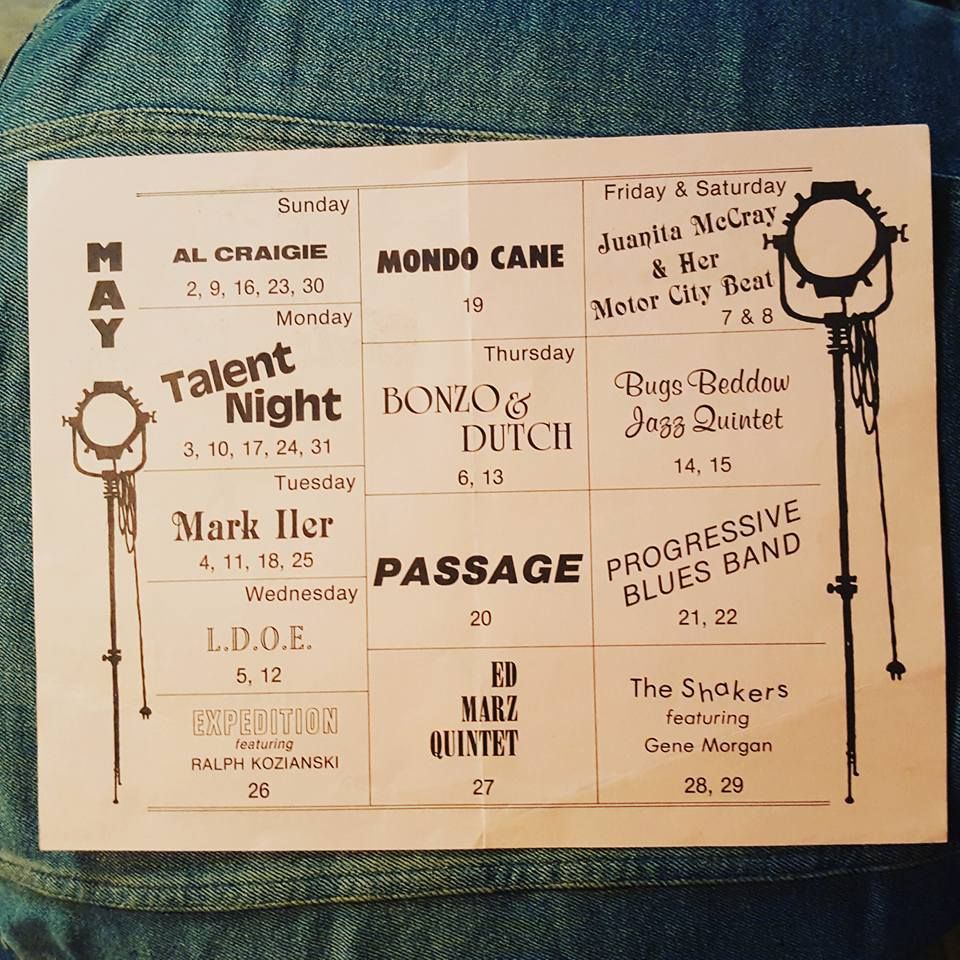 MAY
Sunday
AL CRAIGIE
2, 9, 16, 23, 30
Monday
Talent
Night
3, 10, 17, 24, 31
Tuesday
Mark Iler
4, 11, 18, 25
Wednesday
L.D.O.E.
5, 12
EXPEDITION
featuring
RALPH KOZIANSKI
26
MONDO CANE
19
Thursday
BONZO &
DUTCH
6, 13
PASSAGE
20
ED
MARZ
QUINTET
27
Friday & Saturday
Juanita McCray
& Her
Motor City Beat
7 & 8
Bugs Beddow
Jazz Quintet
14, 15
PROGRESSIVE
BLUES BAND
21, 22
The Shakers
featuring
Gene Morgan
28, 29